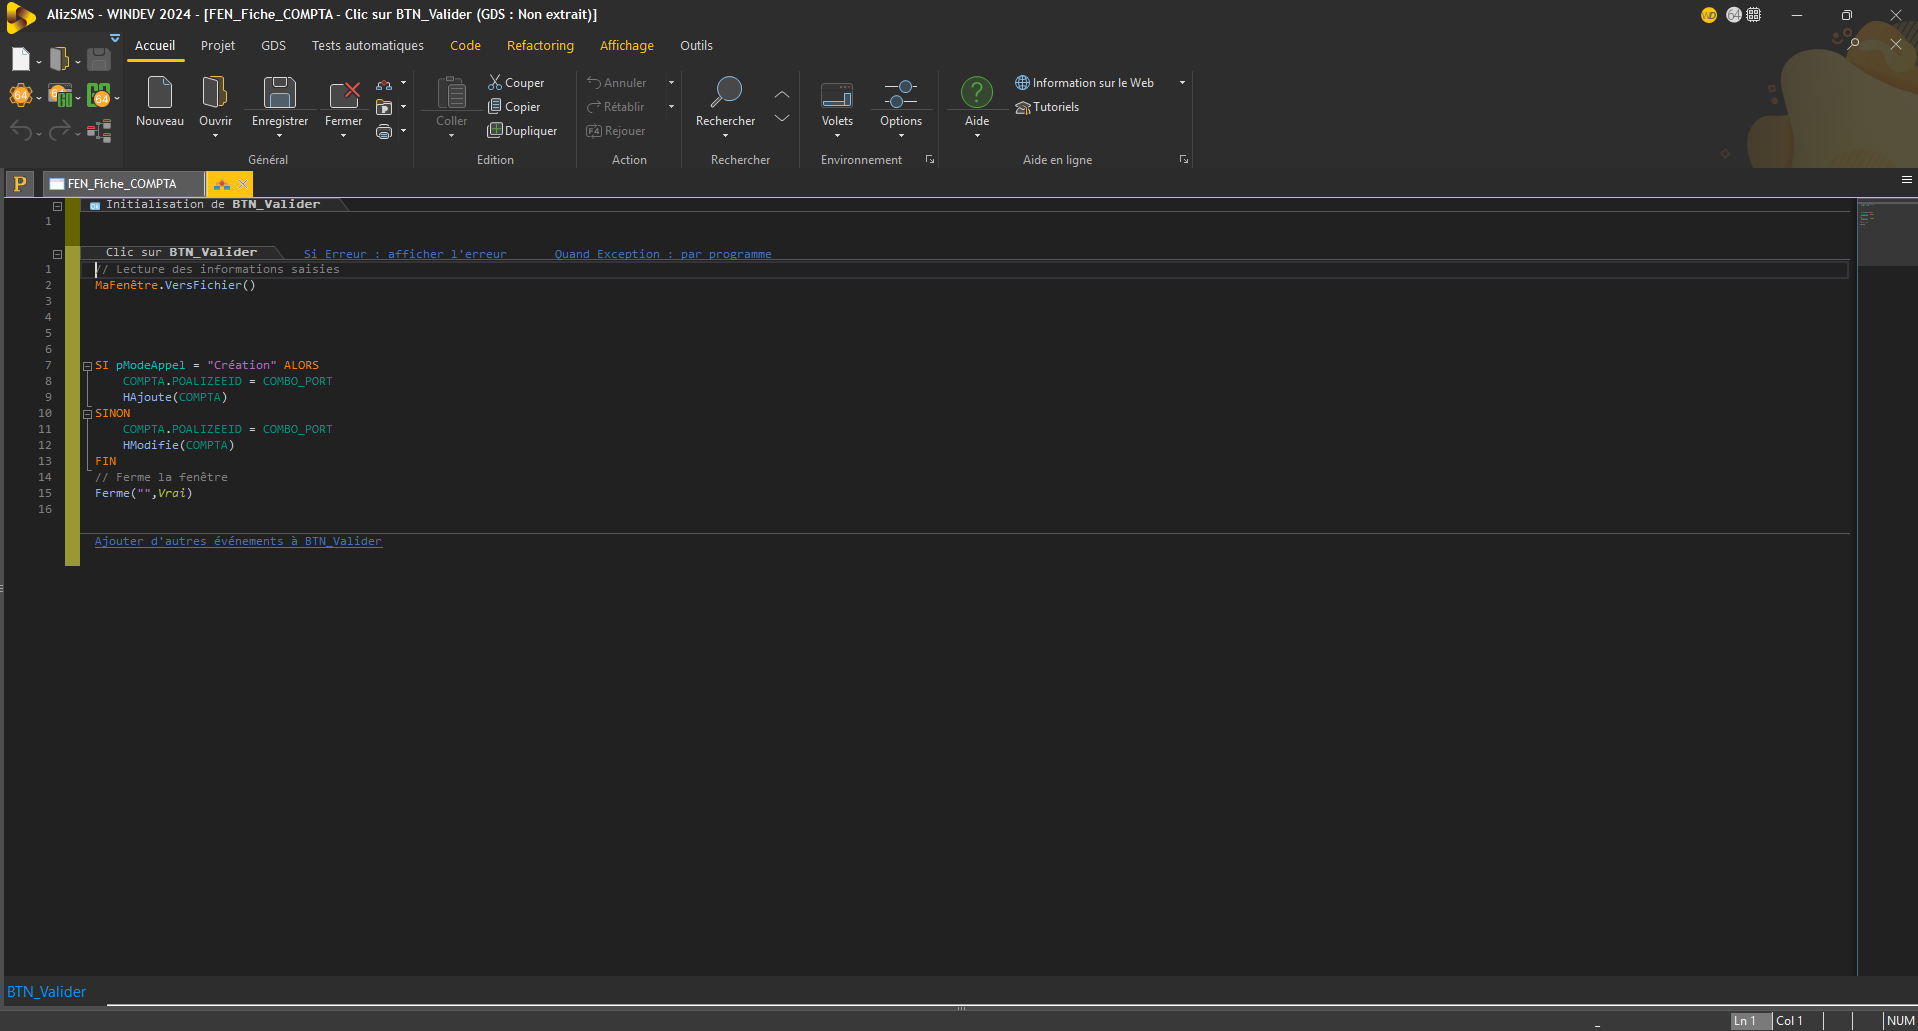 AlizSMS - WINDEV 2024 - [FEN_Fiche_COMPTA - Clic sur BTN_Valider (GDS : Non extrait)]
WD 64
Accueil Projet GDS Tests automatiques Code Refactoring Affichage Outils
Nouveau Ouvrir Enregistrer Fermer
Général
Coller
Couper
Copier
Dupliquer
Edition
Annuler
Rétablir
F4 Rejouer
Action
Rechercher
Rechercher
Volets Options
Environnement
Aide
Information sur le Web
Tutoriels
Aide en ligne
64 GO 64
P FEN_Fiche_COMPTA
Initialisation de BTN_Valider
1
Clic sur BTN_Valider Si Erreur : afficher l'erreur Quand Exception : par programme
1 // Lecture des informations saisies
2 MaFenêtre.VersFichier()
3
4
5
6
7 SI pModeAppel = "Création" ALORS
8 COMPTA.POALIZEEID = COMBO_PORT
9 HAjoute(COMPTA)
10 SINON
11 COMPTA.POALIZEEID = COMBO_PORT
12 HModifie(COMPTA)
13 FIN
14 // Ferme la fenêtre
15 Ferme("",Vrai)
16
Ajouter d'autres événements à BTN_Valider
BTN_Valider
Ln 1 Col 1 NUM